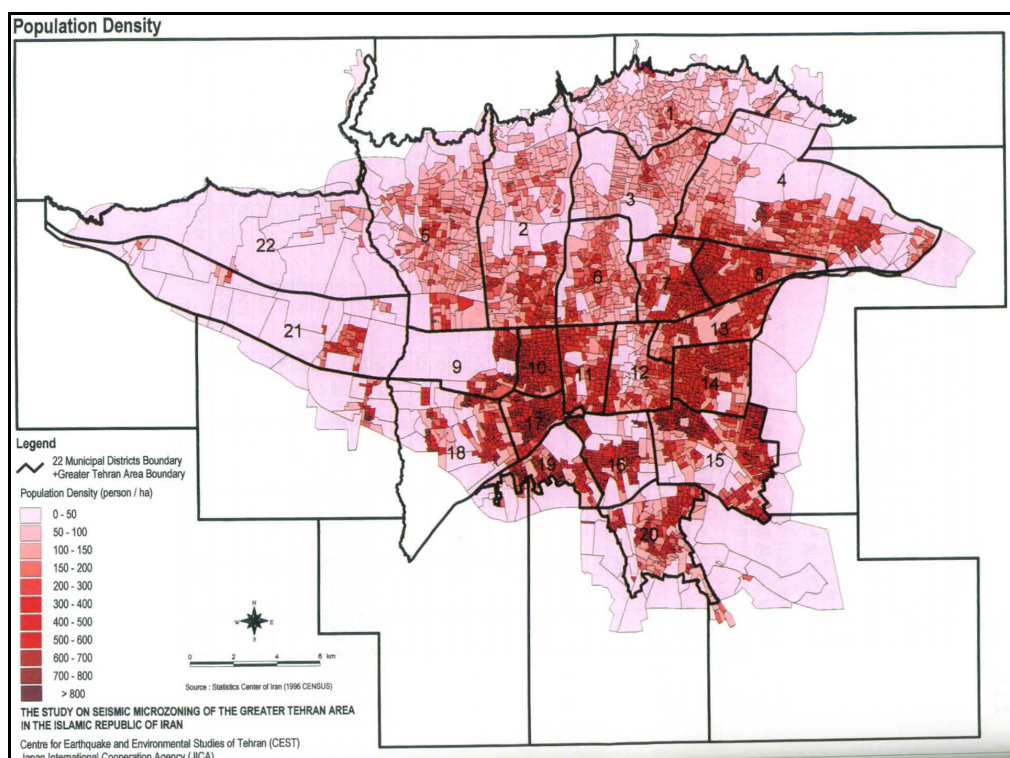 Population Density
1
4
3
22
5
2
6
7
8
21
13
9
10
11
12
14
17
18
19
16
15
20
Legend
22 Municipal Districts Boundary
+Greater Tehran Area Boundary
Population Density (person / ha)
0 - 50
50 - 100
100 - 150
150 - 200
200 - 300
300 - 400
400 - 500
500 - 600
600 - 700
700 - 800
> 800
N
W E
S
0 2 4 6 km
Source : Statistics Center of Iran (1996 CENSUS)
THE STUDY ON SEISMIC MICROZONING OF THE GREATER TEHRAN AREA
IN THE ISLAMIC REPUBLIC OF IRAN
Centre for Earthquake and Environmental Studies of Tehran (CEST)
Japan International Cooperation Agency (JICA)